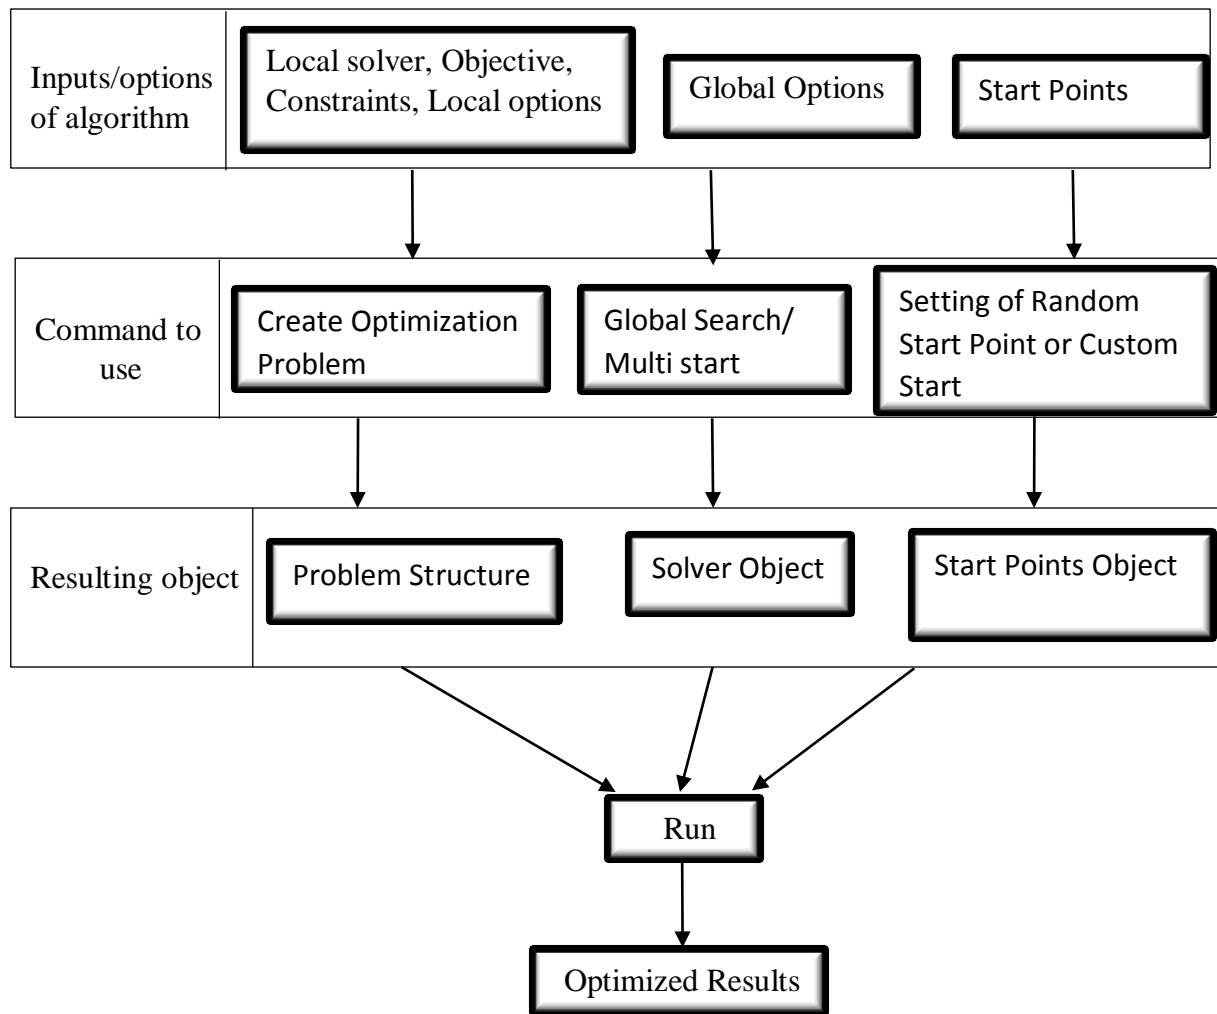 Inputs/options
of algorithm
Local solver, Objective,
Constraints, Local options
Global Options
Start Points
Command to
use
Create Optimization
Problem
Global Search/
Multi start
Setting of Random
Start Point or Custom
Start
Resulting object
Problem Structure
Solver Object
Start Points Object
Run
Optimized Results